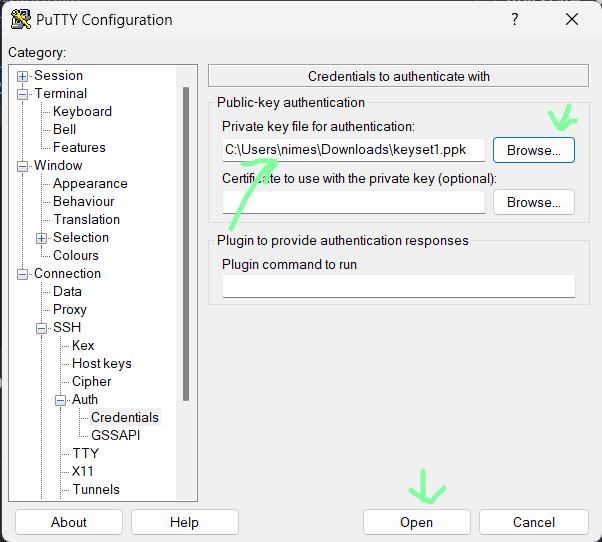 PuTTY Configuration ? ×
Category:
Session
Terminal
Keyboard
Bell
Features
Window
Appearance
Behaviour
Translation
Selection
Colours
Connection
Data
Proxy
SSH
Kex
Host keys
Cipher
Auth
Credentials
GSSAPI
TTY
X11
Tunnels
Credentials to authenticate with
Public-key authentication
Private key file for authentication:
C:\Users\nimes\Downloads\keyset1.ppk Browse...
Certificate to use with the private key (optional):
Browse...
Plugin to provide authentication responses
Plugin command to run
About Help Open Cancel